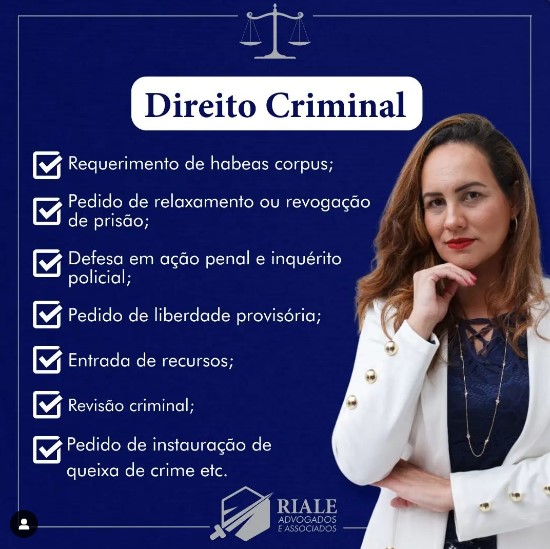 Direito Criminal
Requerimento de habeas corpus;
Pedido de relaxamento ou revogação
de prisão;
Defesa em ação penal e inquérito
policial;
Pedido de liberdade provisória;
Entrada de recursos;
Revisão criminal;
Pedido de instauração de
queixa de crime etc.
RIALE
ADVOGADOS
E ASSOCIADOS